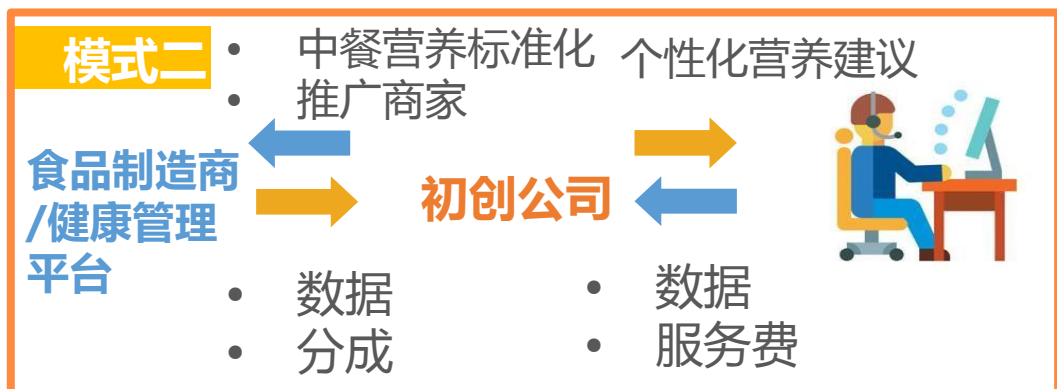 模式二
• 中餐营养标准化
• 推广商家
个性化营养建议
食品制造商
/健康管理
平台
初创公司
• 数据
• 分成
• 数据
• 服务费